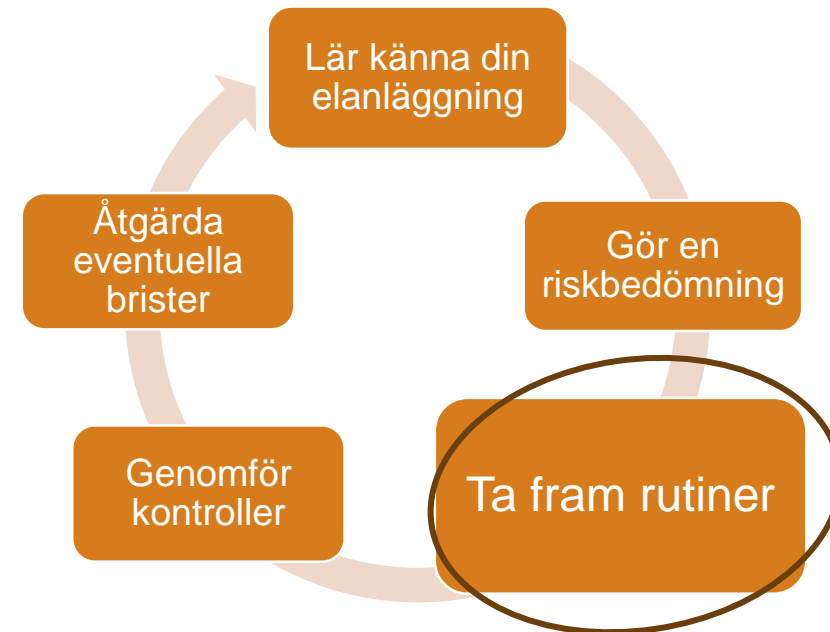 Lär känna din
elanläggning
Gör en
riskbedömning
Ta fram rutiner
Genomför
kontroller
Åtgärda
eventuella
brister